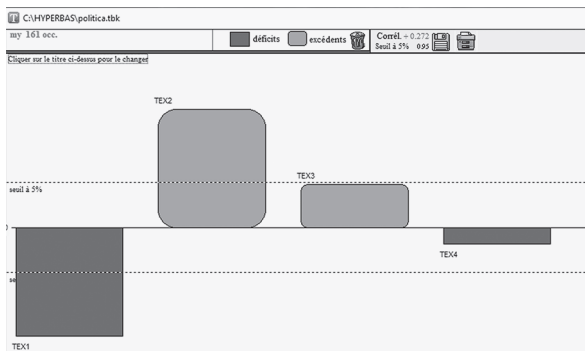 C:\HYPERBAS\politica.tbk
my 161 occ.
déficits
excédents
Corrél. + 0.272
Seuil à 5% 0.95
Cliquer sur le titre ci-dessus pour le changer
TEX2
TEX3
seuil à 5%
0
TEX4
se
TEX1